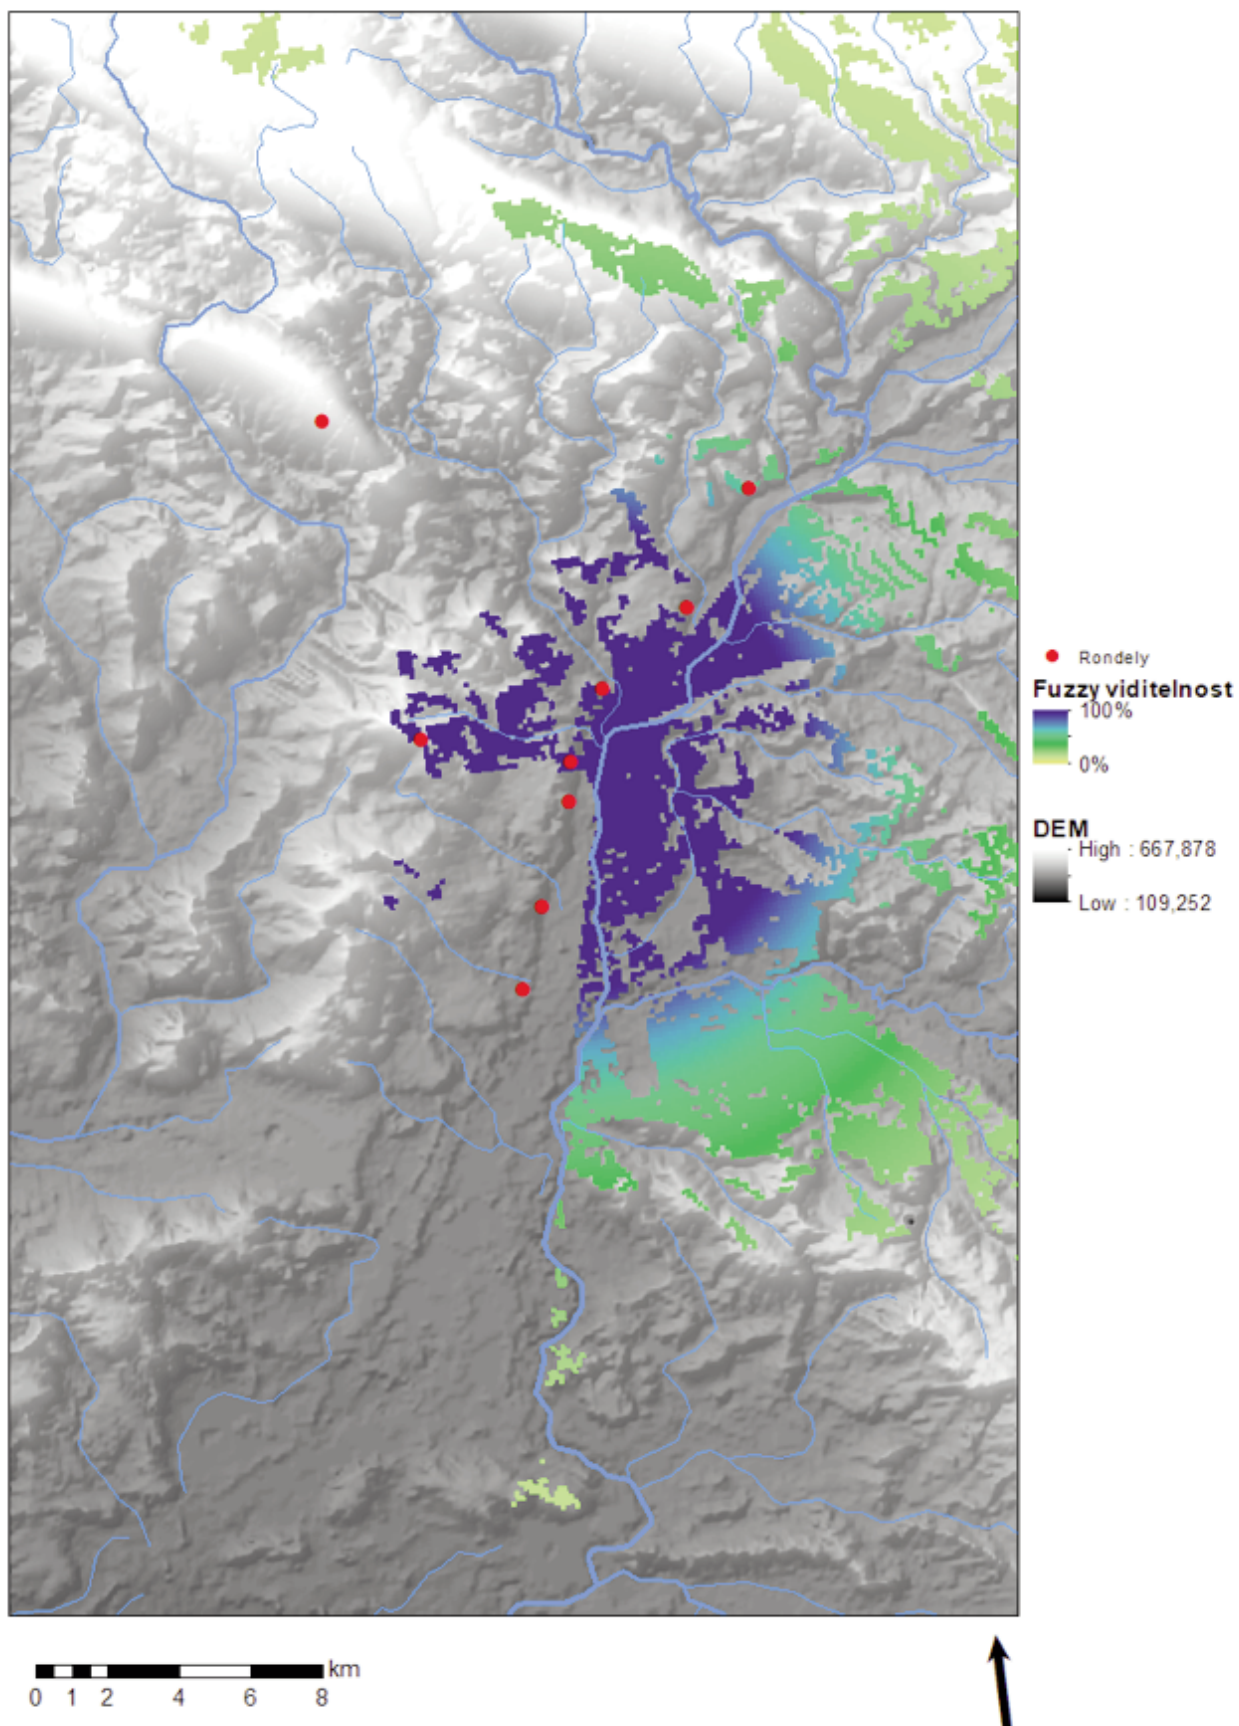 Rondely
Fuzzy viditelnost
100%
0%
DEM
High : 667,878
Low : 109,252
km
0 1 2 4 6 8